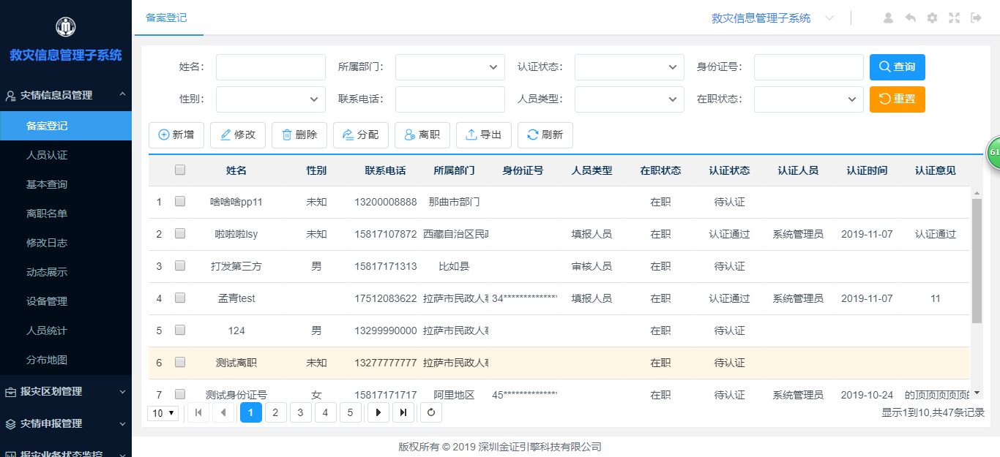 救灾信息管理子系统
灾情信息员管理
备案登记
人员认证
基本查询
离职名单
修改日志
动态展示
设备管理
人员统计
分布地图
报灾区划管理
灾情申报管理
报灾业务状态监控
备案登记
救灾信息管理子系统
姓名： 所属部门： 认证状态： 身份证号： 查询
性别： 联系电话： 人员类型： 在职状态： 重置
新增 修改 删除 分配 离职 导出 刷新
姓名 性别 联系电话 所属部门 身份证号 人员类型 在职状态 认证状态 认证人员 认证时间 认证意见
1 啥啥啥pp11 未知 13200008888 那曲市部门 在职 待认证
2 啦啦啦lsy 未知 15817107872 西藏自治区民政 填报人员 在职 认证通过 系统管理员 2019-11-07 认证通过
3 打发第三方 男 15817171313 比如县 审核人员 在职 待认证
4 孟青test 17512083622 拉萨市民政人事 34************** 填报人员 在职 认证通过 系统管理员 2019-11-07 11
5 124 男 13299990000 拉萨市民政人事 在职 待认证
6 测试离职 未知 13277777777 拉萨市民政人事 在职 待认证
7 测试身份证号 女 15817171717 阿里地区 45************** 在职 待认证 系统管理员 2019-10-24 的顶顶顶顶顶的
10 1 2 3 4 5
显示1到10,共47条记录
版权所有 © 2019 深圳金证引擎科技有限公司
61